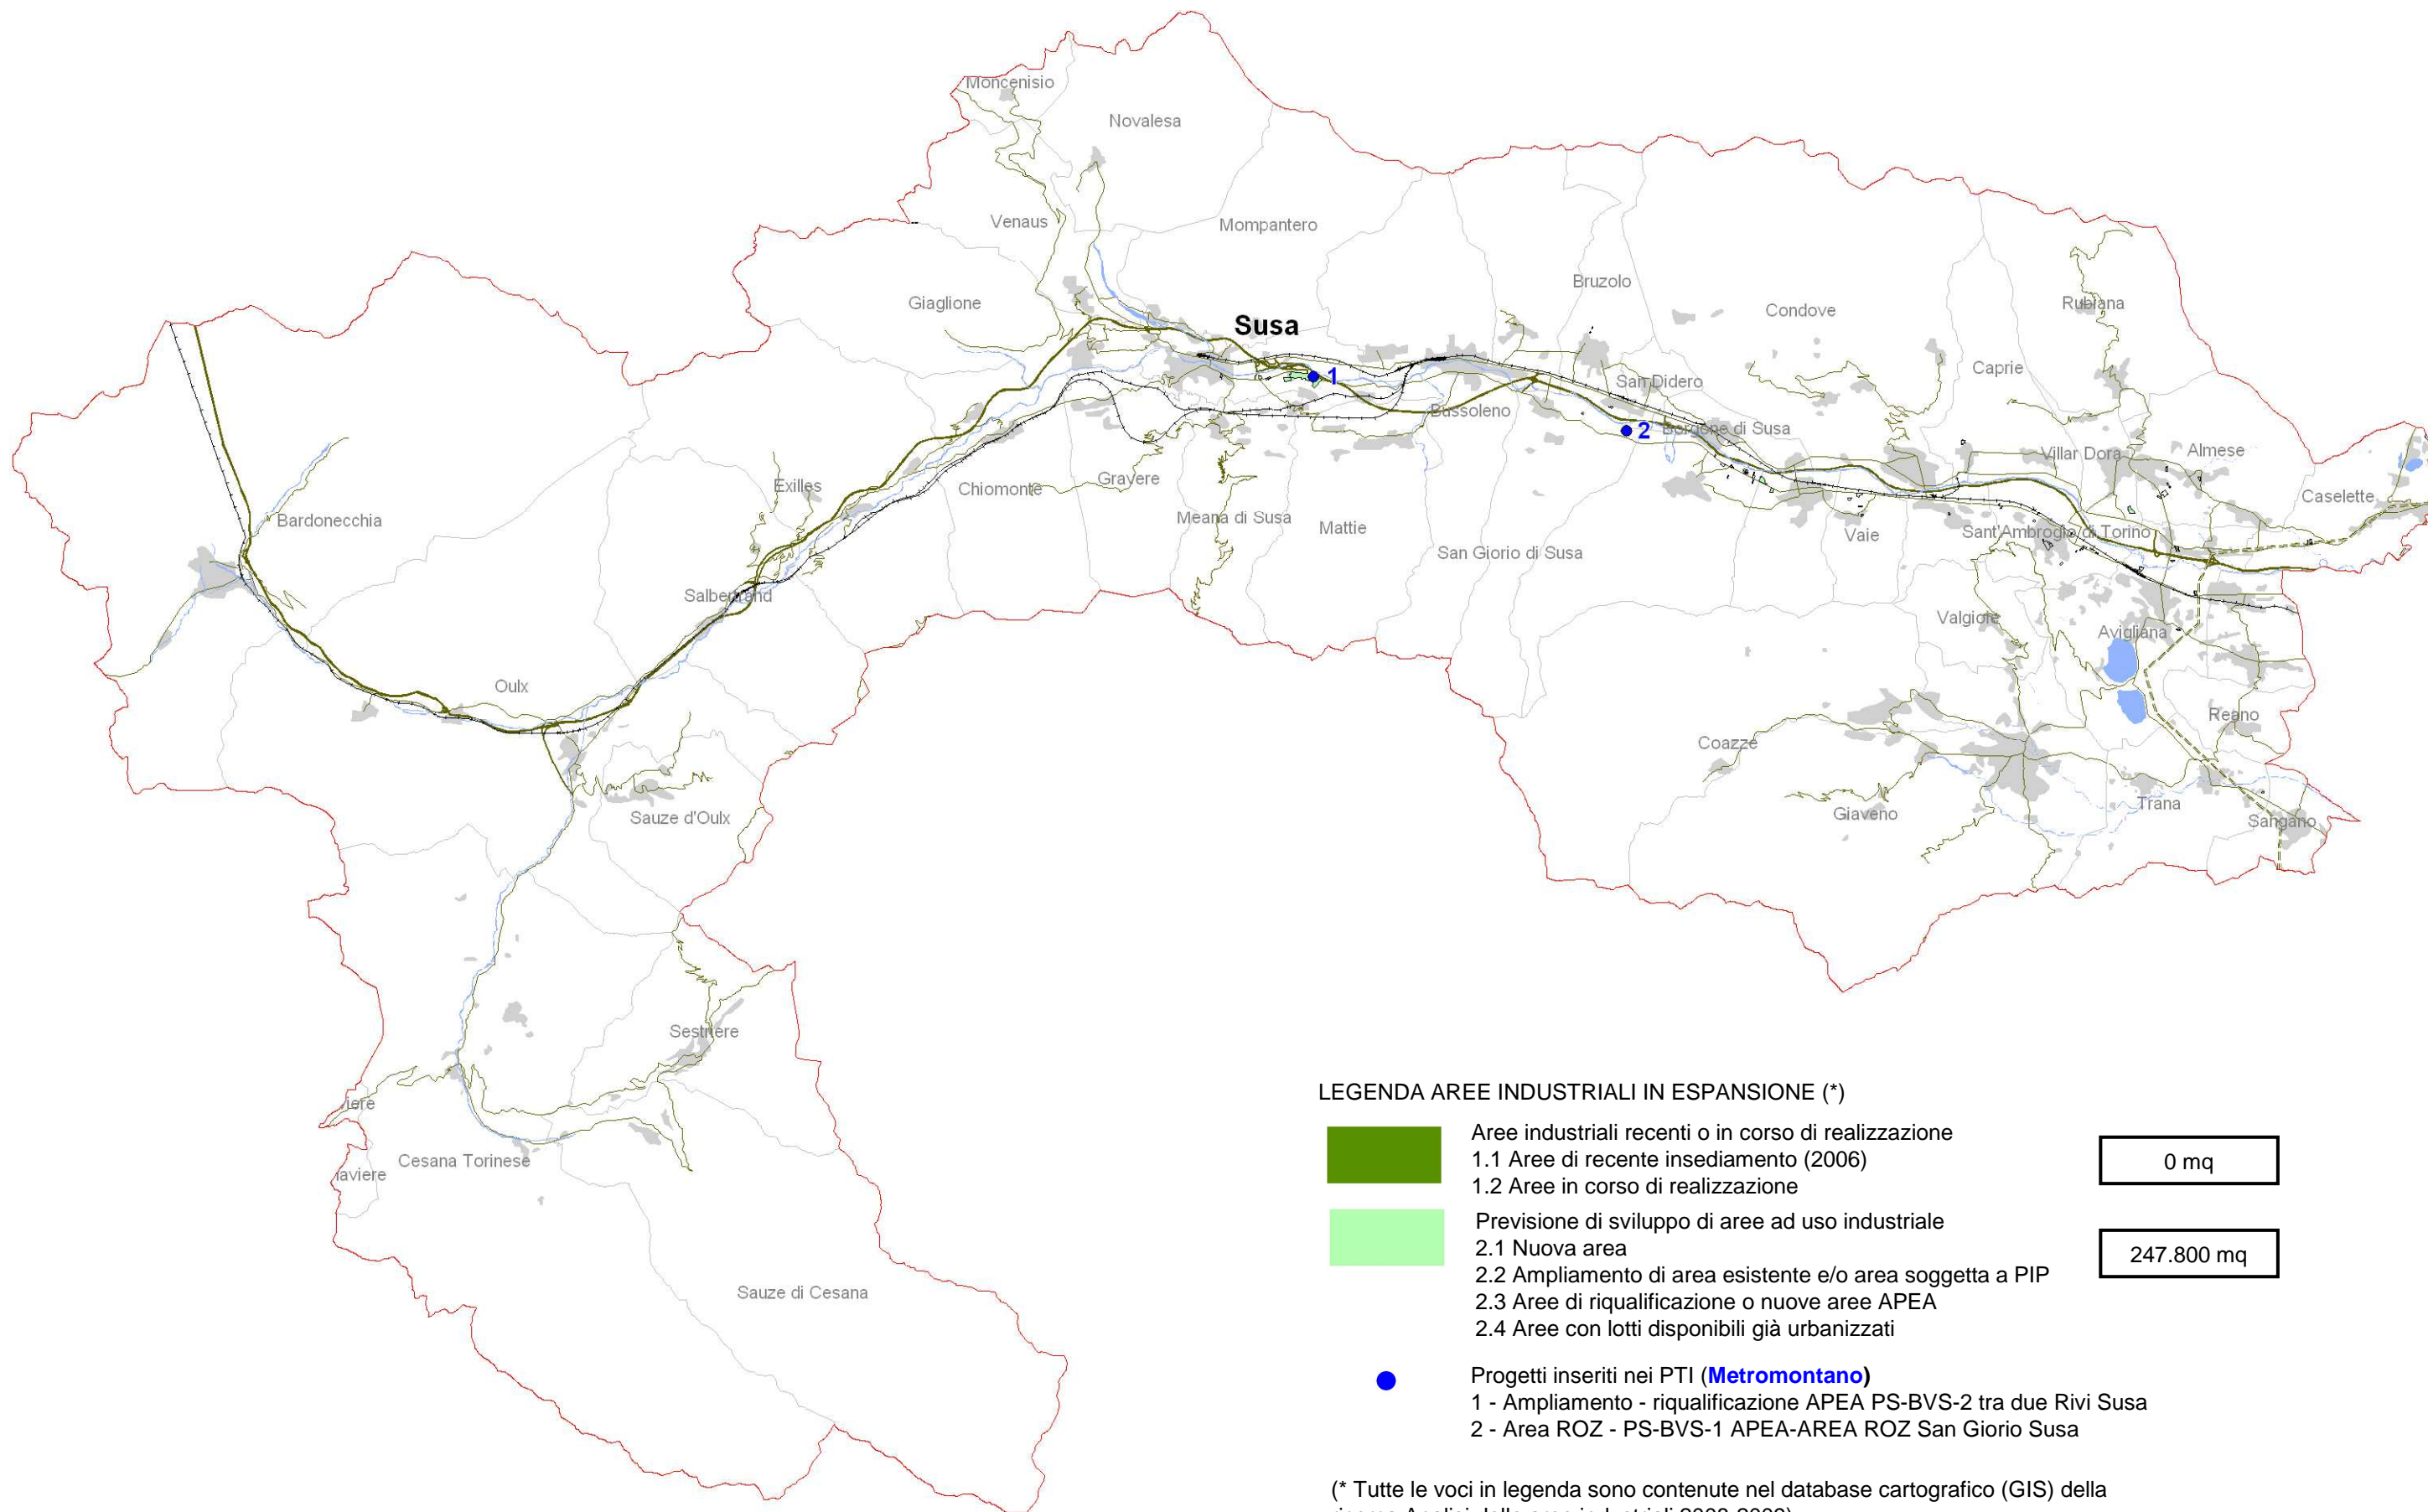 Moncenisio
Novalesa
Venaus
Mompantero
Giaglione
Susa
Bruzolo
Condove
Rubiana
1
San Didero
Caprie
Bussoleno
2
Borgone di Susa
Villar Dora
Almese
Exilles
Chiomonte
Gravere
Caselette
Bardonecchia
Meana di Susa
Mattie
San Giorio di Susa
Vaie
Sant'Ambrogio di Torino
Salbertrand
Valgioie
Avigliana
Oulx
Reano
Coazze
Sauze d'Oulx
Giaveno
Trana
Sangano
Sestriere
viere
Cesana Torinese
laviere
Sauze di Cesana
LEGENDA AREE INDUSTRIALI IN ESPANSIONE (*)
Aree industriali recenti o in corso di realizzazione
1.1 Aree di recente insediamento (2006)
1.2 Aree in corso di realizzazione
0 mq
Previsione di sviluppo di aree ad uso industriale
2.1 Nuova area
2.2 Ampliamento di area esistente e/o area soggetta a PIP
2.3 Aree di riqualificazione o nuove aree APEA
2.4 Aree con lotti disponibili già urbanizzati
247.800 mq
Progetti inseriti nei PTI (Metromontano)
1 - Ampliamento - riqualificazione APEA PS-BVS-2 tra due Rivi Susa
2 - Area ROZ - PS-BVS-1 APEA-AREA ROZ San Giorio Susa
(* Tutte le voci in legenda sono contenute nel database cartografico (GIS) della